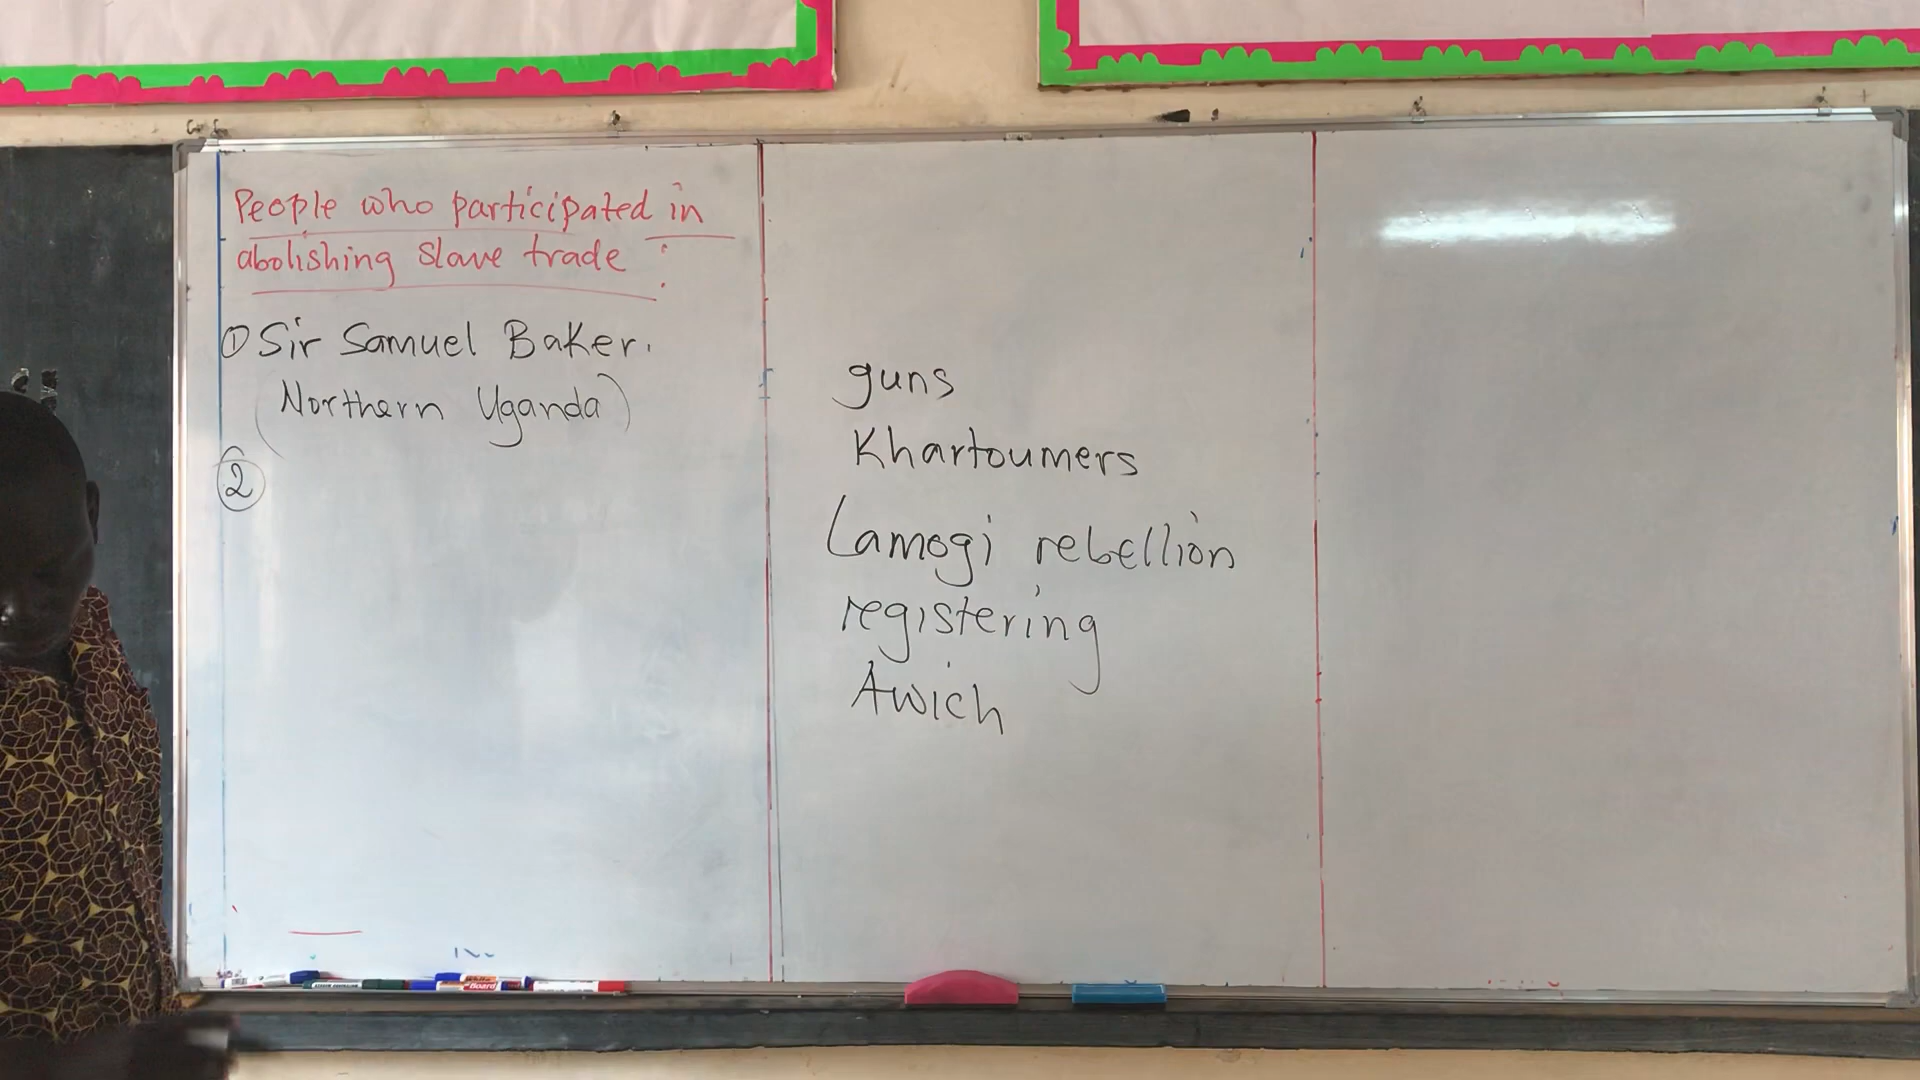 People who participated in
abolishing slave trade :
① Sir Samuel Baker.
(Northern Uganda)
②
guns
Khartoumers
Lamogi rebellion
registering
Awich
Board